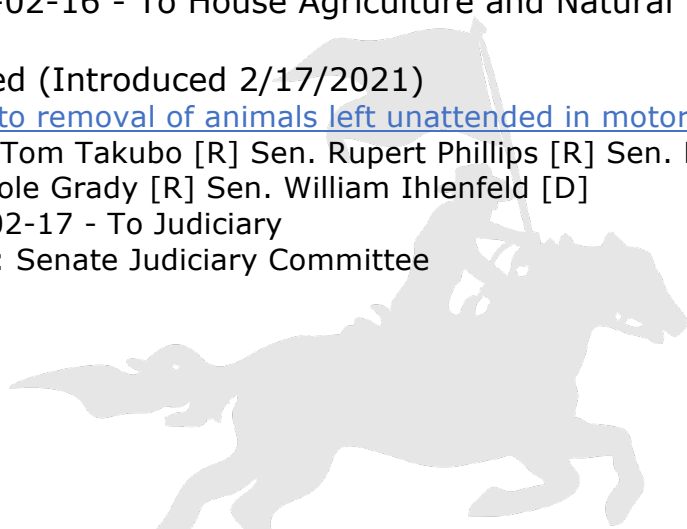 -02-16 - To House Agriculture and Natural
ed (Introduced 2/17/2021)
to removal of animals left unattended in motor
Tom Takubo [R] Sen. Rupert Phillips [R] Sen.
ole Grady [R] Sen. William Ihlenfeld [D]
02-17 - To Judiciary
: Senate Judiciary Committee